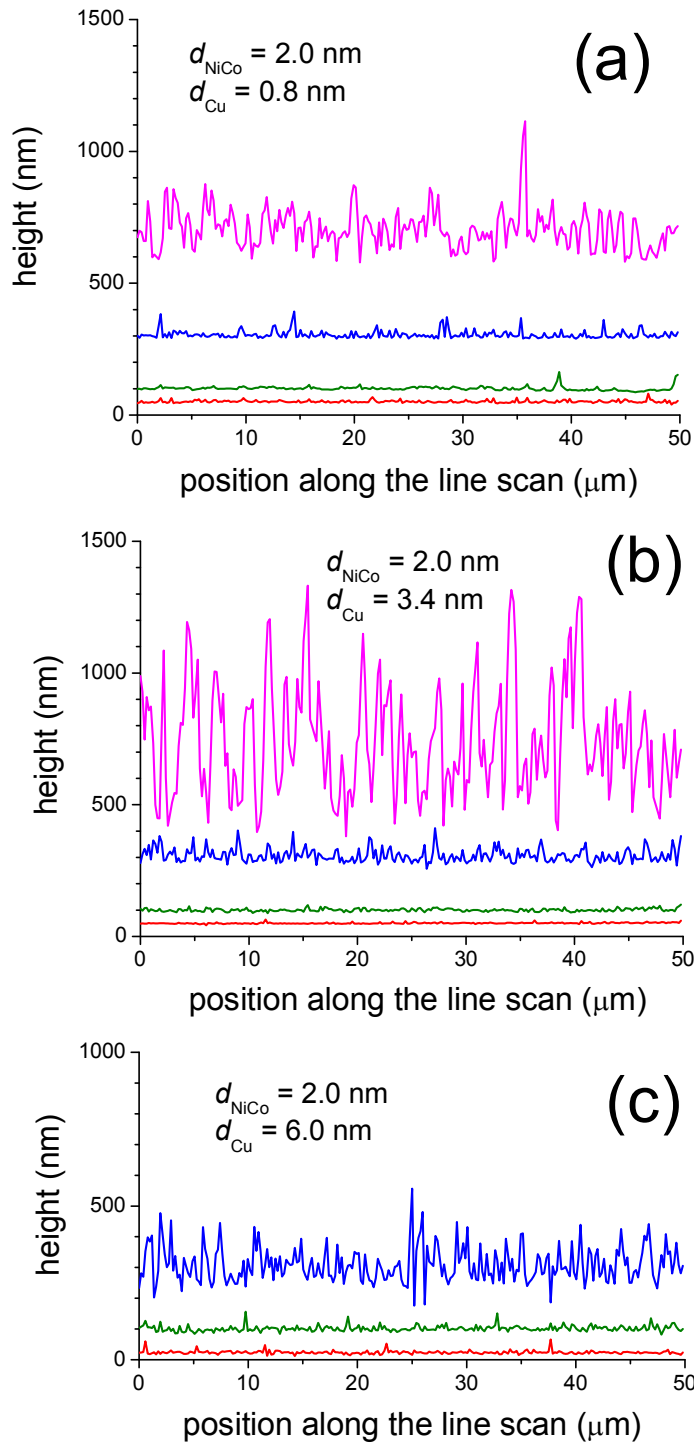 1500
(a)
d_NiCo = 2.0 nm
d_Cu = 0.8 nm
1000
height (nm)
500
0
0 10 20 30 40 50
position along the line scan (μm)
1500
(b)
d_NiCo = 2.0 nm
d_Cu = 3.4 nm
1000
height (nm)
500
0
0 10 20 30 40 50
position along the line scan (μm)
1000
(c)
d_NiCo = 2.0 nm
d_Cu = 6.0 nm
height (nm)
500
0
0 10 20 30 40 50
position along the line scan (μm)